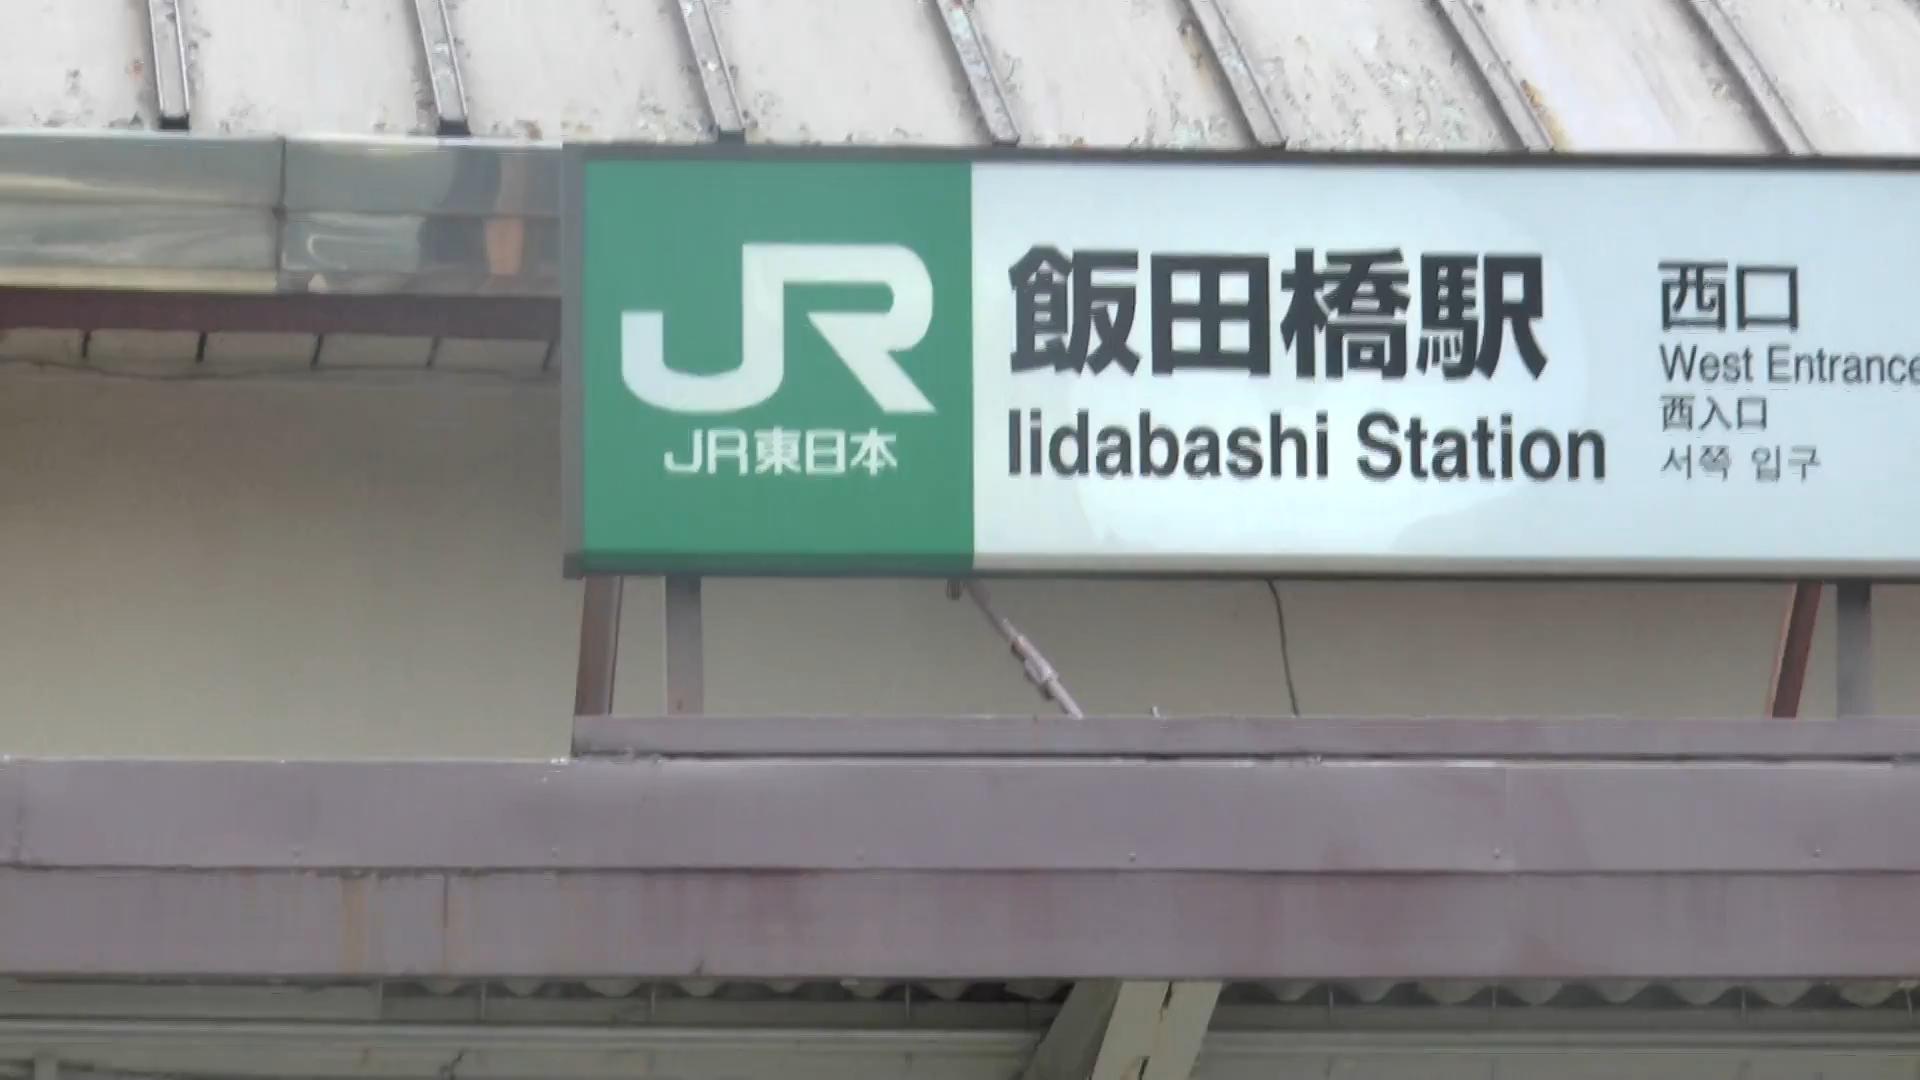 JR
JR東日本
飯田橋駅
Iidabashi Station
西口
West Entrance
西入口
서쪽 입구